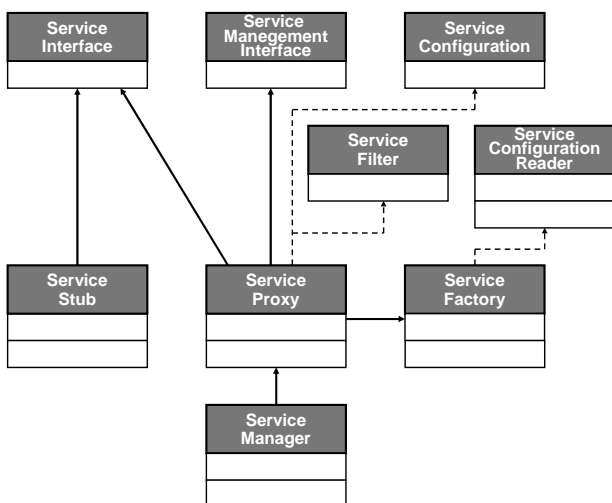 Service
Interface
Service
Manegement
Interface
Service
Configuration
Service
Filter
Service
Configuration
Reader
Service
Stub
Service
Proxy
Service
Factory
Service
Manager